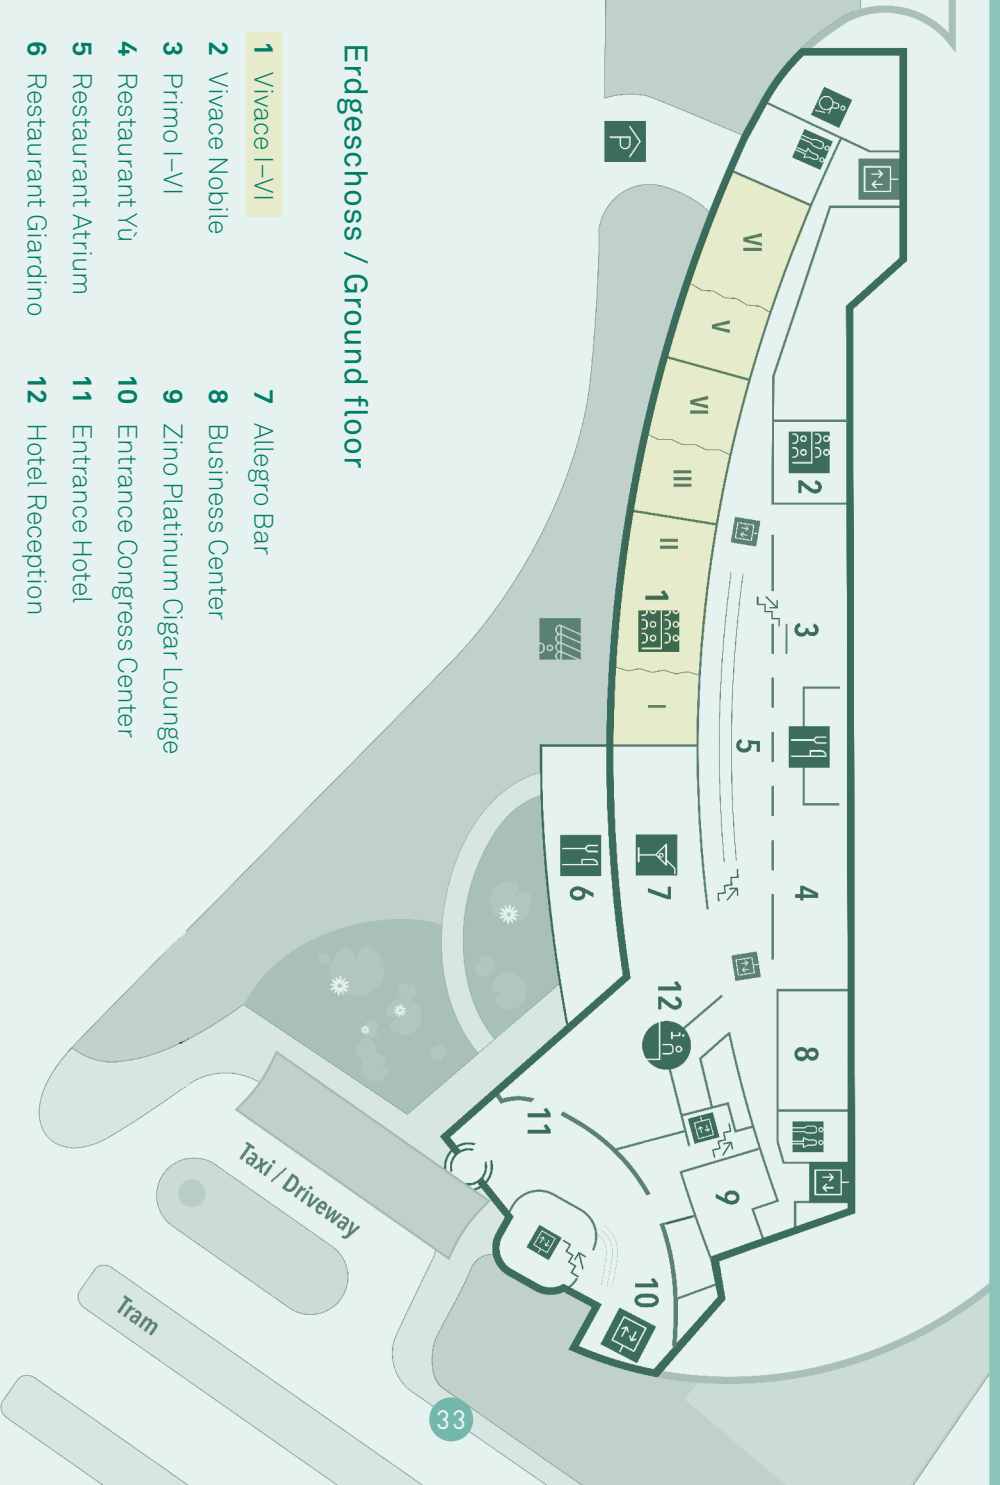 Erdgeschoss / Ground floor
1 Vivace I–VI
2 Vivace Nobile
3 Primo I–VI
4 Restaurant Yù
5 Restaurant Atrium
6 Restaurant Giardino
7 Allegro Bar
8 Business Center
9 Zino Platinum Cigar Lounge
10 Entrance Congress Center
11 Entrance Hotel
12 Hotel Reception
P
VI
V
VI
III
II
1
I
2
3
5
4
6
7
12
8
11
9
10
i
Taxi / Driveway
Tram
33